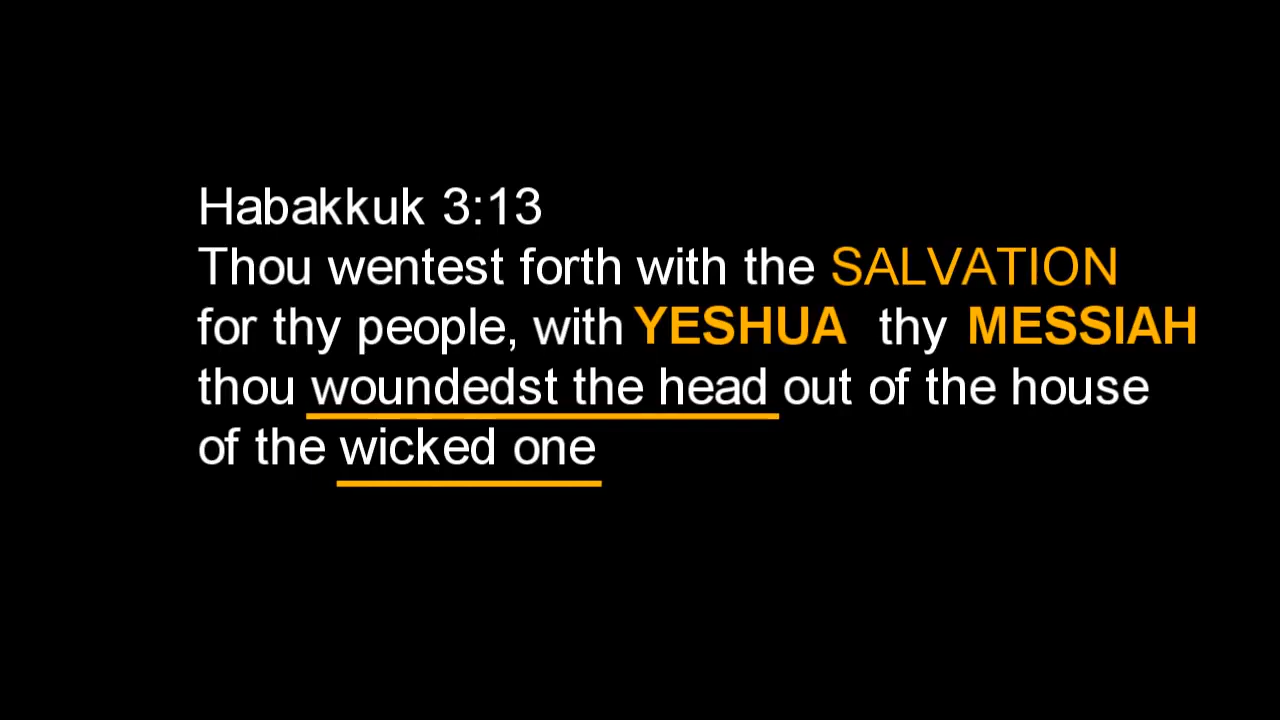 Habakkuk 3:13
Thou wentest forth with the SALVATION
for thy people, with YESHUA thy MESSIAH
thou woundedst the head out of the house
of the wicked one